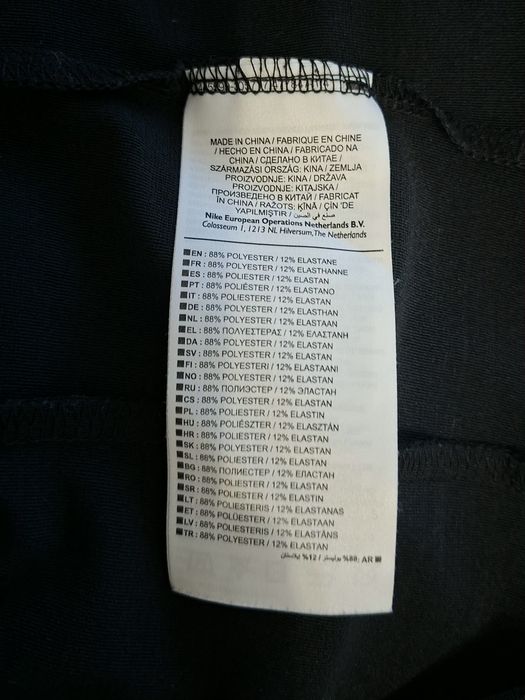 MADE IN CHINA / FABRIQUE EN CHINE
/ HECHO EN CHINA / FABRICADO NA
CHINA / СДЕЛАНО В КИТАЕ /
SZÁRMAZÁSI ORSZÁG: KÍNA / ZEMLJA
PROIZVODNJE: KINA / DRŽAVA
PROIZVODNJE: KITAJSKA /
ПРОИЗВЕДЕНО В КИТАЙ / FABRICAT
ÎN CHINA / RAŽOTS: ĶĪNĀ / ÇİN 'DE
YAPILMIŞTIR / صنع في الصين
Nike European Operations Netherlands B.V.
Colosseum 1, 1213 NL Hilversum, The Netherlands
EN : 88% POLYESTER / 12% ELASTANE
FR : 88% POLYESTER / 12% ELASTHANNE
ES : 88% POLIÉSTER / 12% ELASTAN
PT : 88% POLIÉSTER / 12% ELASTANO
IT : 88% POLIESTERE / 12% ELASTAN
DE : 88% POLYESTER / 12% ELASTHAN
NL : 88% POLYESTER / 12% ELASTAAN
EL : 88% ΠΟΛΥΕΣΤΕΡΑΣ / 12% ΕΛΑΣΤΑΝΗ
DA : 88% POLYESTER / 12% ELASTAN
SV : 88% POLYESTER / 12% ELASTAN
FI : 88% POLYESTERI / 12% ELASTAANI
NO : 88% POLYESTER / 12% ELASTAN
RU : 88% ПОЛИЭСТЕР / 12% ЭЛАСТАН
CS : 88% POLYESTER / 12% ELASTAN
PL : 88% POLIESTER / 12% ELASTIN
HU : 88% POLIÉSZTER / 12% ELASZTÁN
HR : 88% POLIESTER / 12% ELASTAN
SK : 88% POLYESTER / 12% ELASTAN
SL : 88% POLIESTER / 12% ELASTAN
BG : 88% ПОЛИЕСТЕР / 12% ЕЛАСТАН
RO : 88% POLIESTER / 12% ELASTAN
SR : 88% POLIESTER / 12% ELASTIN
LT : 88% POLIESTERIS / 12% ELASTANAS
ET : 88% POLÜESTER / 12% ELASTAAN
LV : 88% POLIESTERIS / 12% ELASTĀNS
TR : 88% POLYESTER / 12% ELASTAN
AR :88% بوليستر / 12% إيلاستان